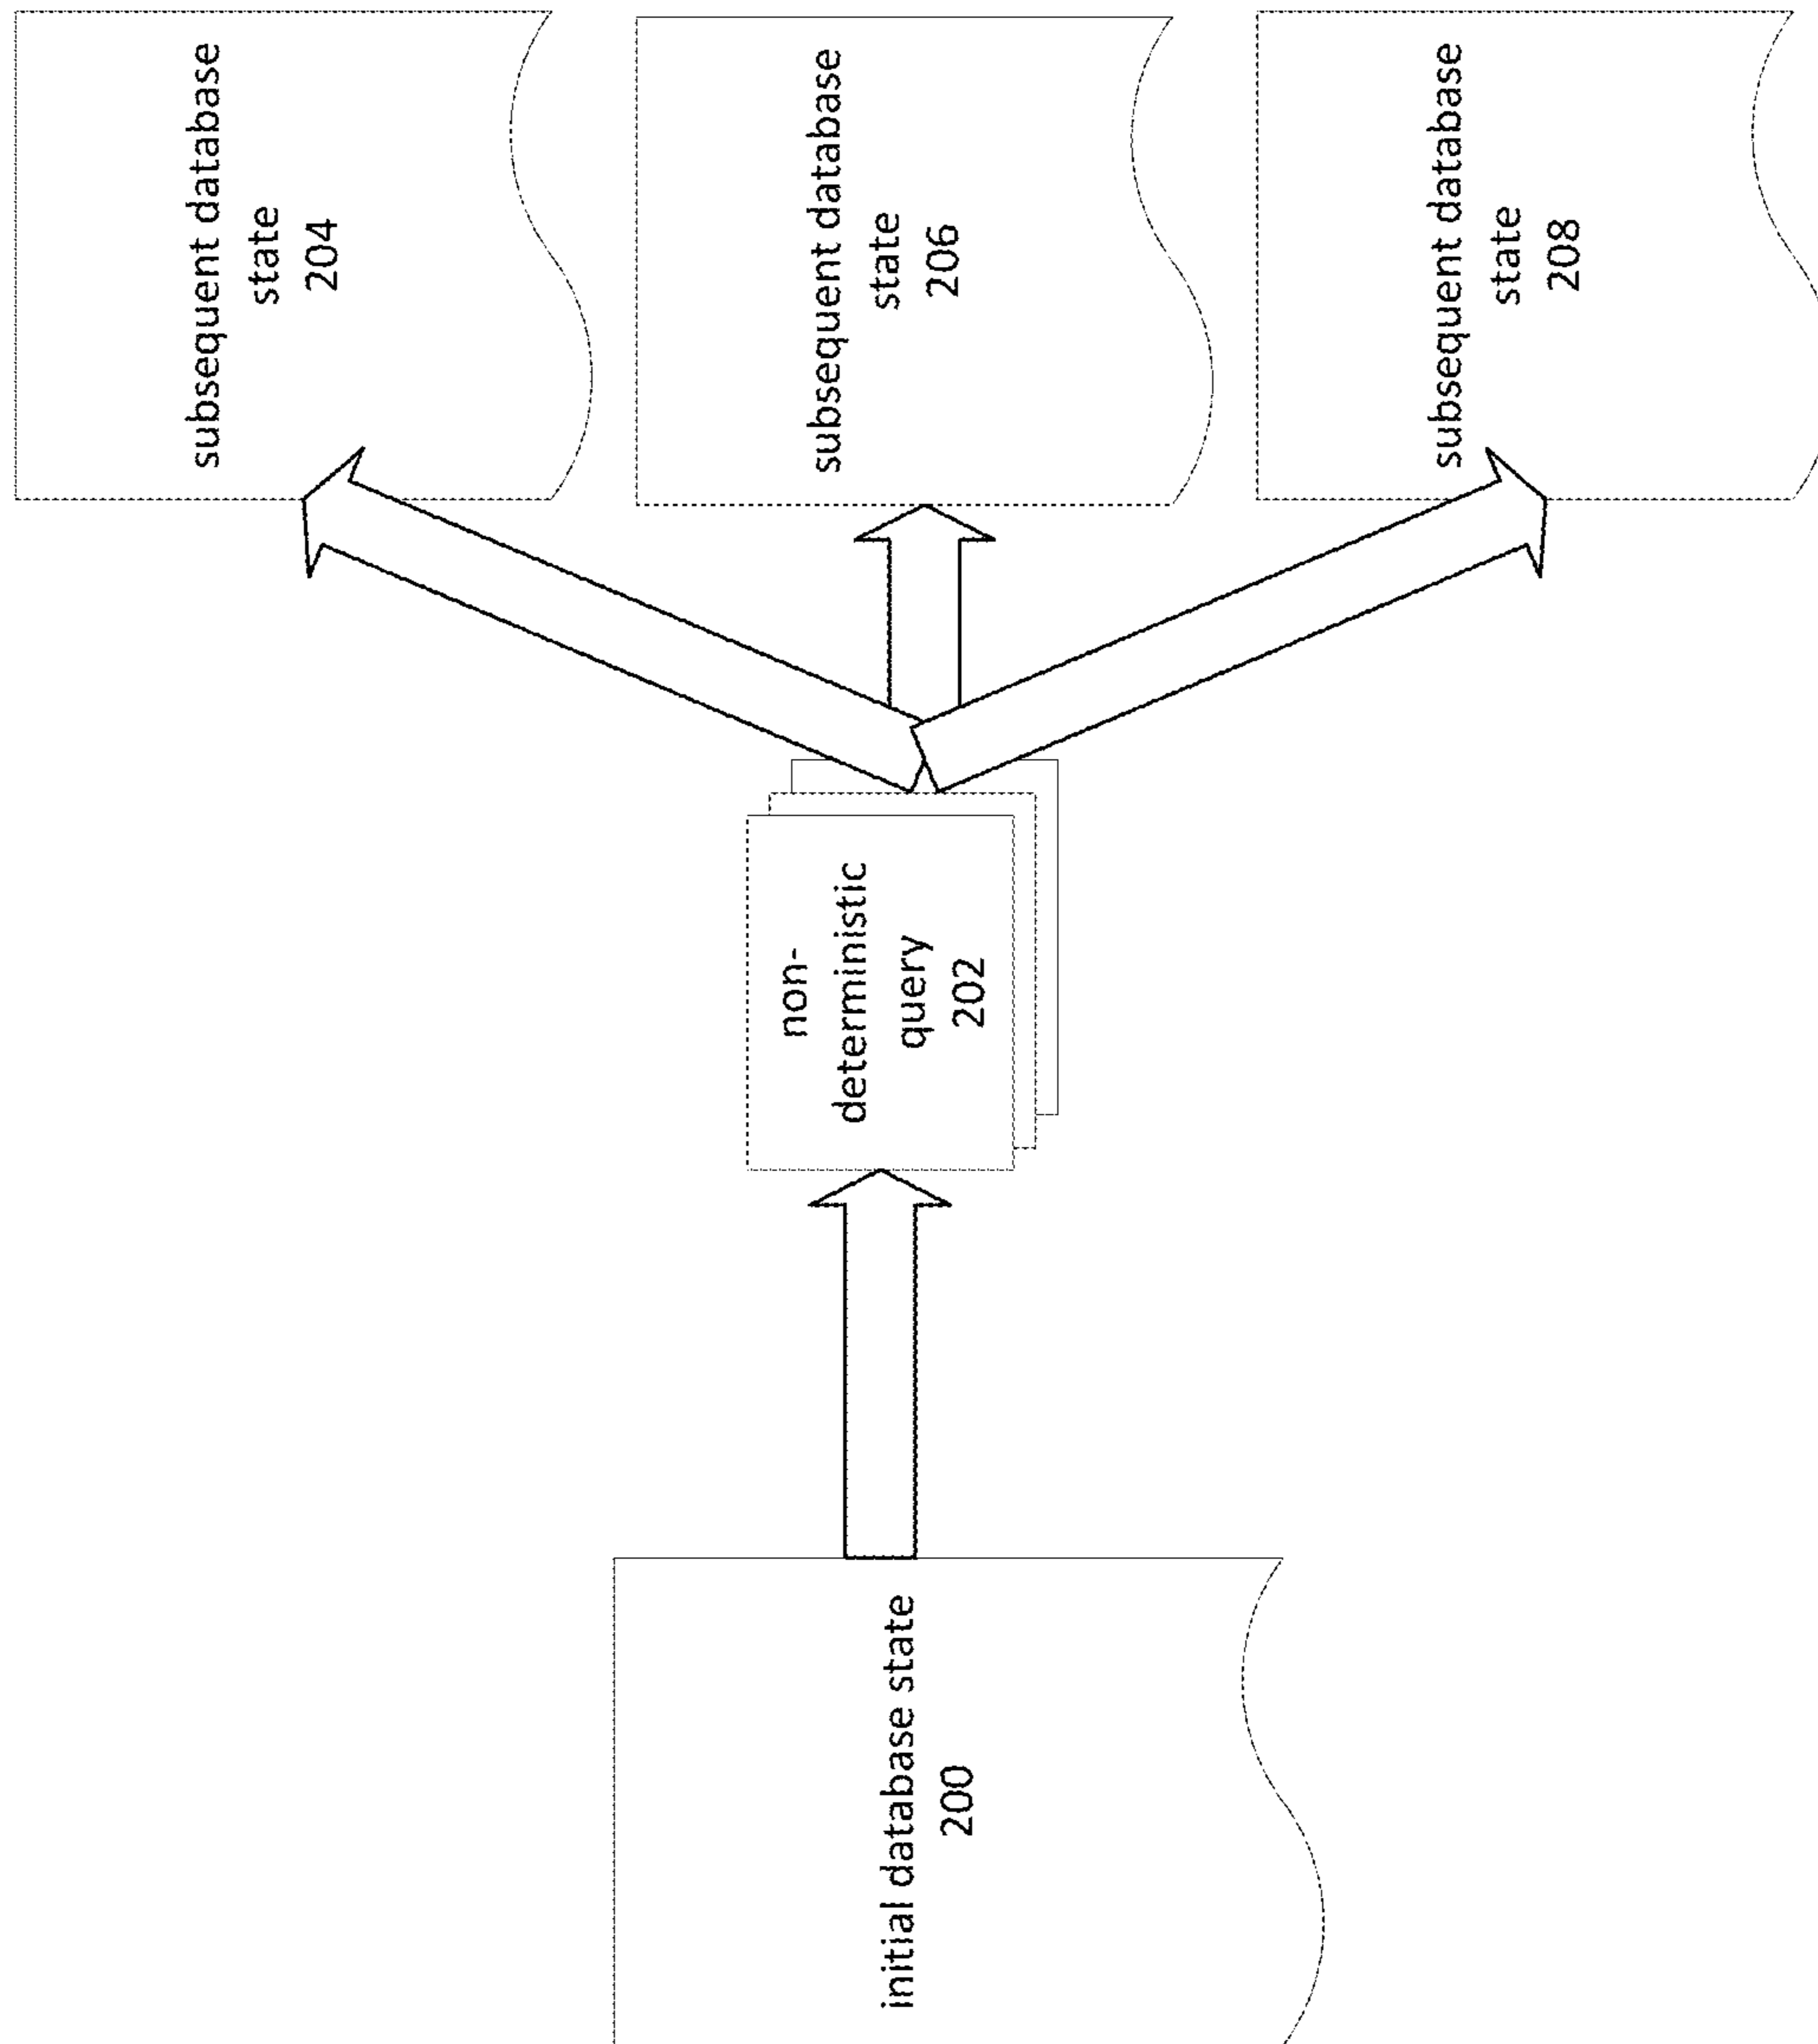 initial database state
200
non-
deterministic
query
202
subsequent database
state
204
subsequent database
state
206
subsequent database
state
208